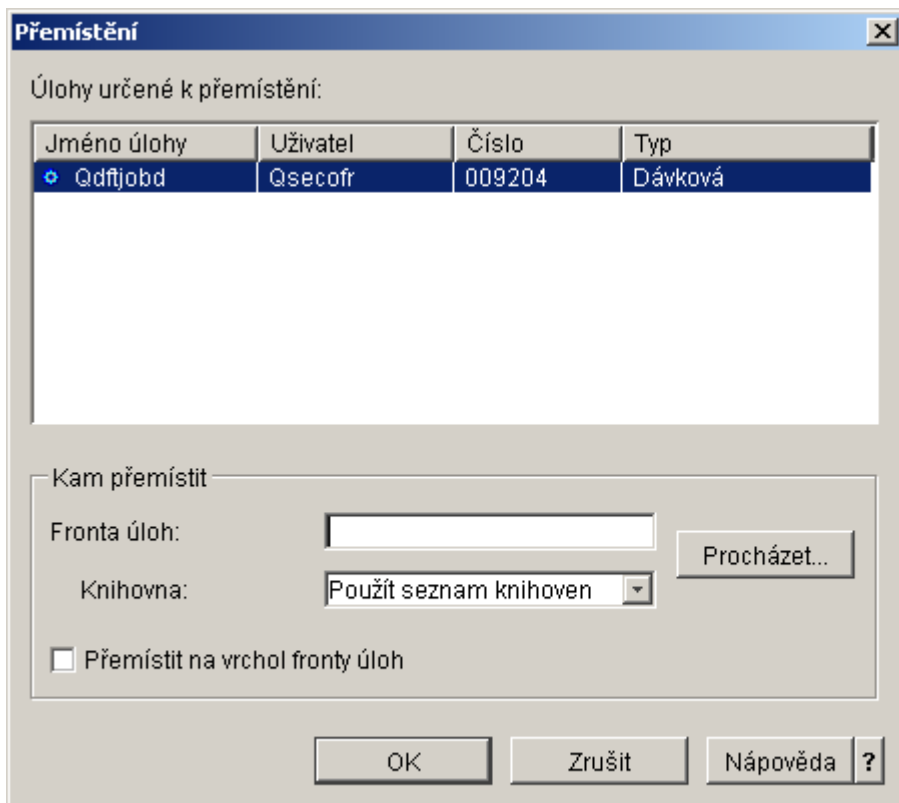 Přemístění
Úlohy určené k přemístění:
Jméno úlohy Uživatel Číslo Typ
Qdftjobd Qsecofr 009204 Dávková
Kam přemístit
Fronta úloh:
Procházet...
Knihovna: Použít seznam knihoven
Přemístit na vrchol fronty úloh
OK Zrušit Nápověda ?